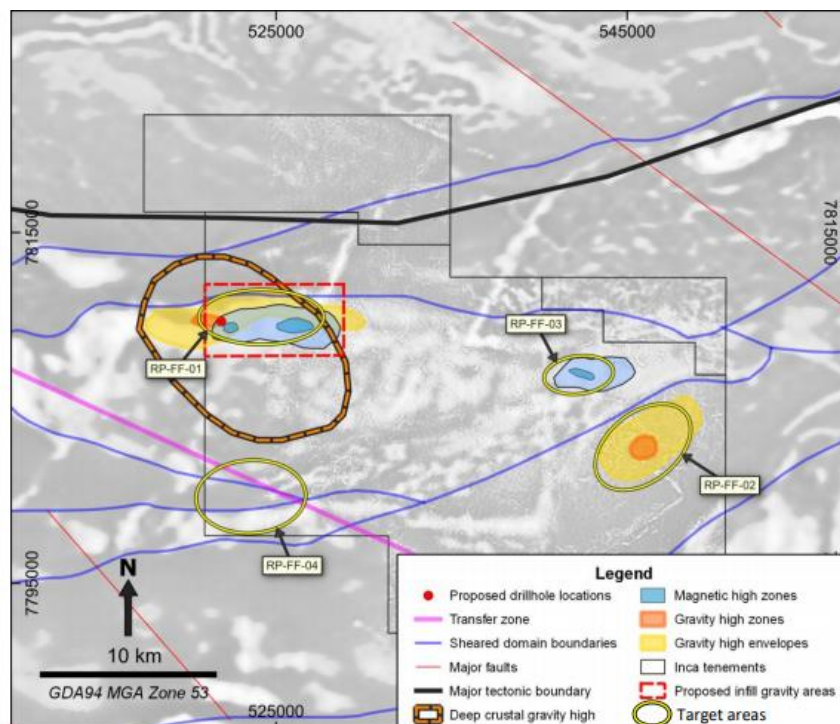 525000
545000
7815000
7815000
RP-FF-03
RP-FF-01
RP-FF-02
RP-FF-04
7795000
N
10 km
GDA94 MGA Zone 53
525000
Legend
Proposed drillhole locations
Transfer zone
Sheared domain boundaries
Major faults
Major tectonic boundary
Deep crustal gravity high
Magnetic high zones
Gravity high zones
Gravity high envelopes
Inca tenements
Proposed infill gravity areas
Target areas